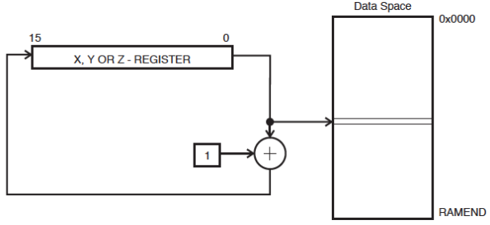 Data Space
15
0
0x0000
X, Y OR Z - REGISTER
1
+
RAMEND